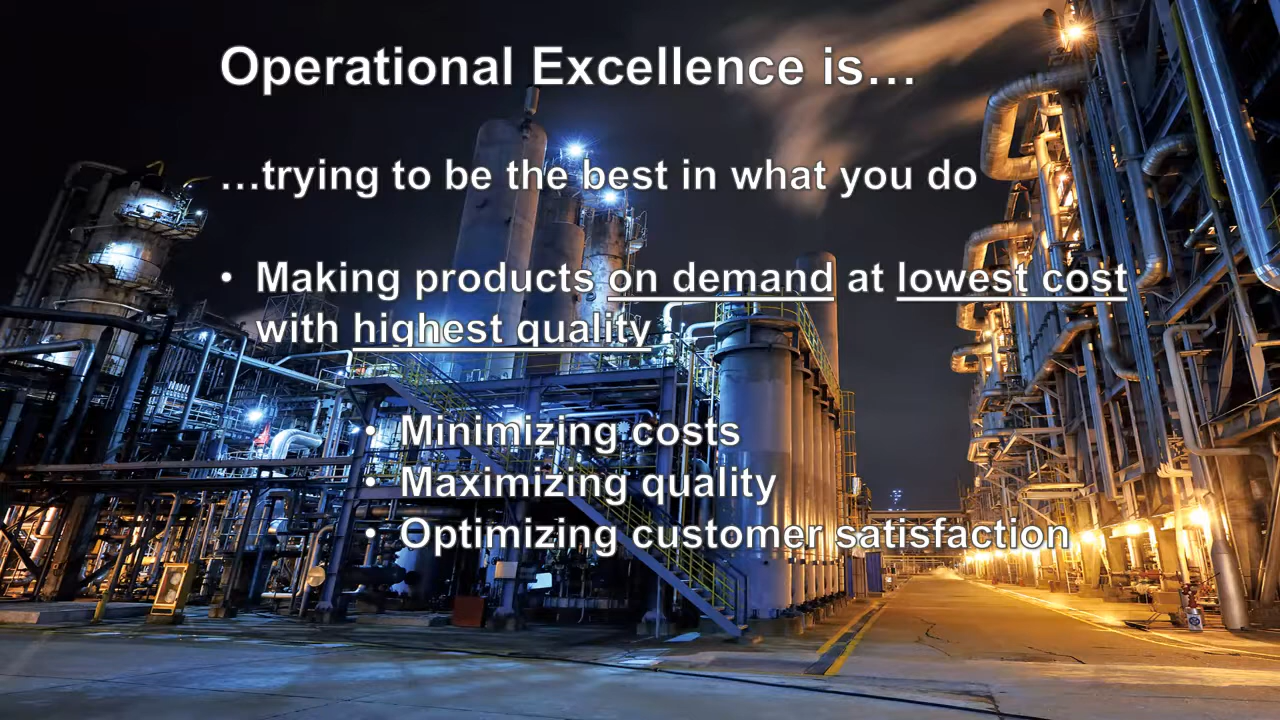 Operational Excellence is…
…trying to be the best in what you do
• Making products on demand at lowest cost
with highest quality
• Minimizing costs
• Maximizing quality
• Optimizing customer satisfaction